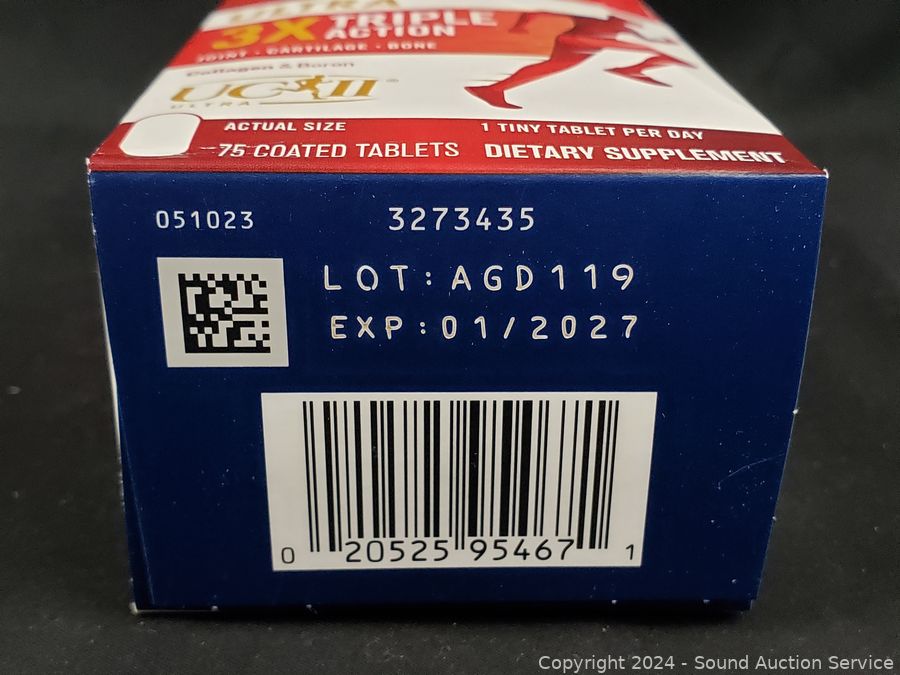 ULTRA
3X TRIPLE ACTION
JOINT · CARTILAGE · BONE
Collagen & Boron
UC II®
ULTRA
ACTUAL SIZE
1 TINY TABLET PER DAY
75 COATED TABLETS
DIETARY SUPPLEMENT
051023
3273435
LOT:AGD119
EXP:01/2027
0 20525 95467 1
Copyright 2024 - Sound Auction Service